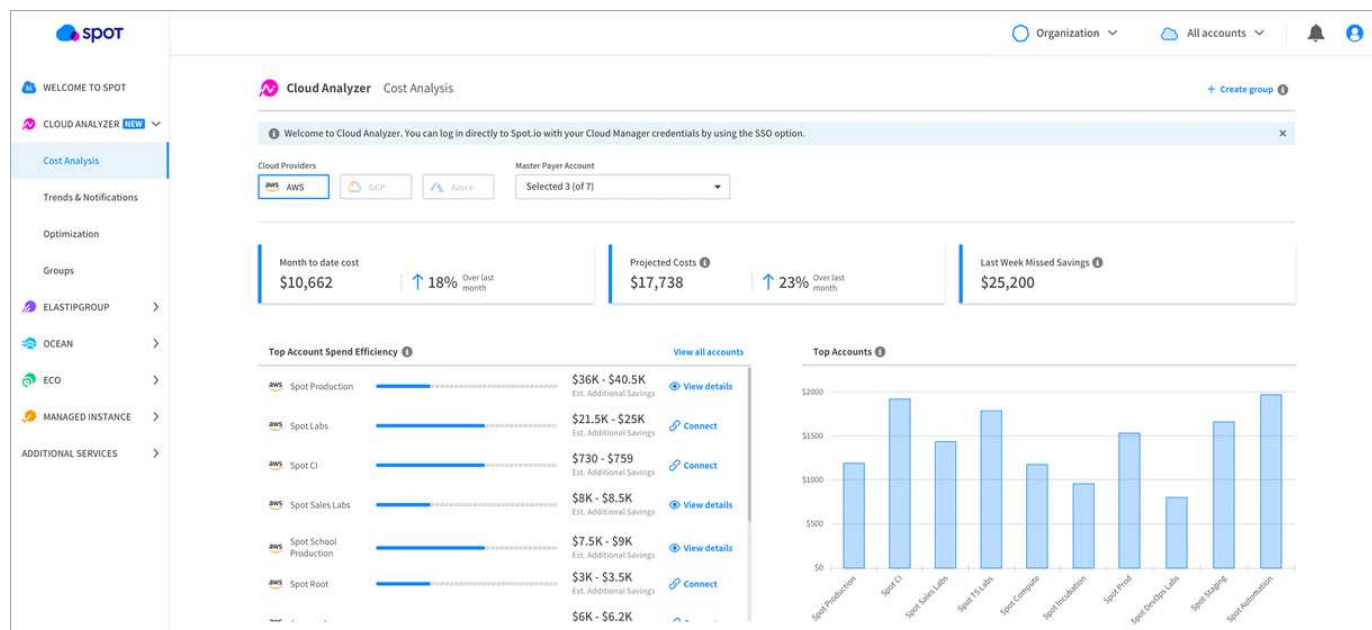 spot
Organization
All accounts
WELCOME TO SPOT
CLOUD ANALYZER NEW
Cost Analysis
Trends & Notifications
Optimization
Groups
ELASTIPGROUP
OCEAN
ECO
MANAGED INSTANCE
ADDITIONAL SERVICES
Cloud Analyzer Cost Analysis
+ Create group
Welcome to Cloud Analyzer. You can log in directly to Spot.io with your Cloud Manager credentials by using the SSO option.
Cloud Providers
aws AWS
GCP
Azure
Master Payer Account
Selected 3 (of 7)
Month to date cost
$10,662
18% Over last month
Projected Costs
$17,738
23% Over last month
Last Week Missed Savings
$25,200
Top Account Spend Efficiency
View all accounts
aws Spot Production $36K - $40.5K View details
Est. Additional Savings
aws Spot Labs $21.5K - $25K Connect
Est. Additional Savings
aws Spot CI $730 - $759 Connect
Est. Additional Savings
aws Spot Sales Labs $8K - $8.5K View details
Est. Additional Savings
aws Spot School Production $7.5K - $9K View details
Est. Additional Savings
aws Spot Root $3K - $3.5K Connect
Est. Additional Savings
$6K - $6.2K
Top Accounts
$2000
$1500
$1000
$500
$0
Spot Production
Spot CI
Spot Sales Labs
Spot TS Labs
Spot Compute
Spot Incubation
Spot Prod
Spot DevOps Labs
Spot Staging
Spot Automation